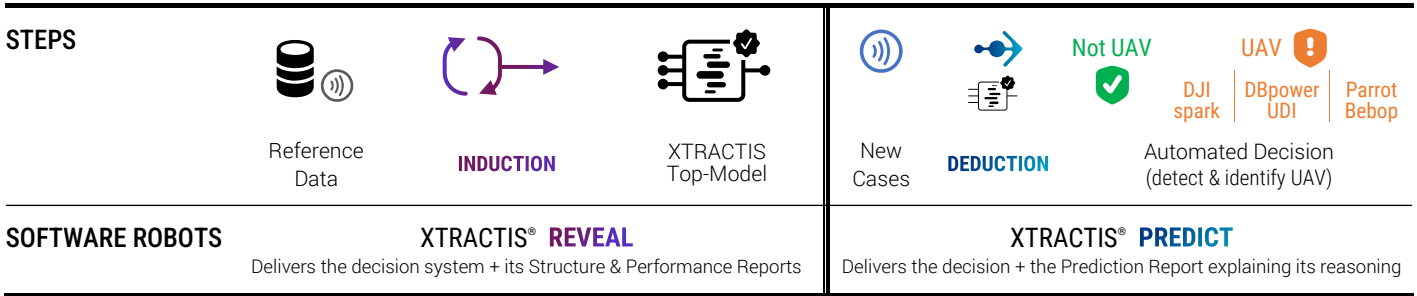 STEPS
Reference
Data
INDUCTION
XTRACTIS
Top-Model
New
Cases
DEDUCTION
Not UAV
UAV
DJI
spark
DBpower
UDI
Parrot
Bebop
Automated Decision
(detect & identify UAV)
SOFTWARE ROBOTS
XTRACTIS® REVEAL
Delivers the decision system + its Structure & Performance Reports
XTRACTIS® PREDICT
Delivers the decision + the Prediction Report explaining its reasoning